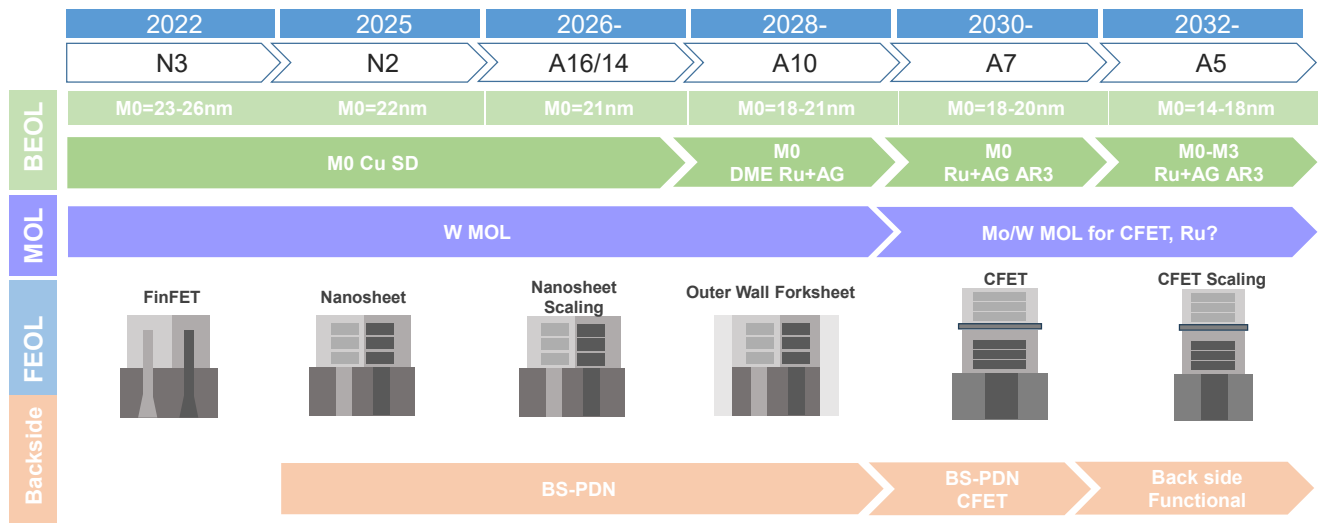 2022 2025 2026- 2028- 2030- 2032-
N3 N2 A16/14 A10 A7 A5
BEOL
M0=23-26nm M0=22nm M0=21nm M0=18-21nm M0=18-20nm M0=14-18nm
M0 Cu SD
M0
DME Ru+AG
M0
Ru+AG AR3
M0-M3
Ru+AG AR3
MOL
W MOL
Mo/W MOL for CFET, Ru?
FEOL
FinFET
Nanosheet
Nanosheet
Scaling
Outer Wall Forksheet
CFET
CFET Scaling
Backside
BS-PDN
BS-PDN
CFET
Back side
Functional